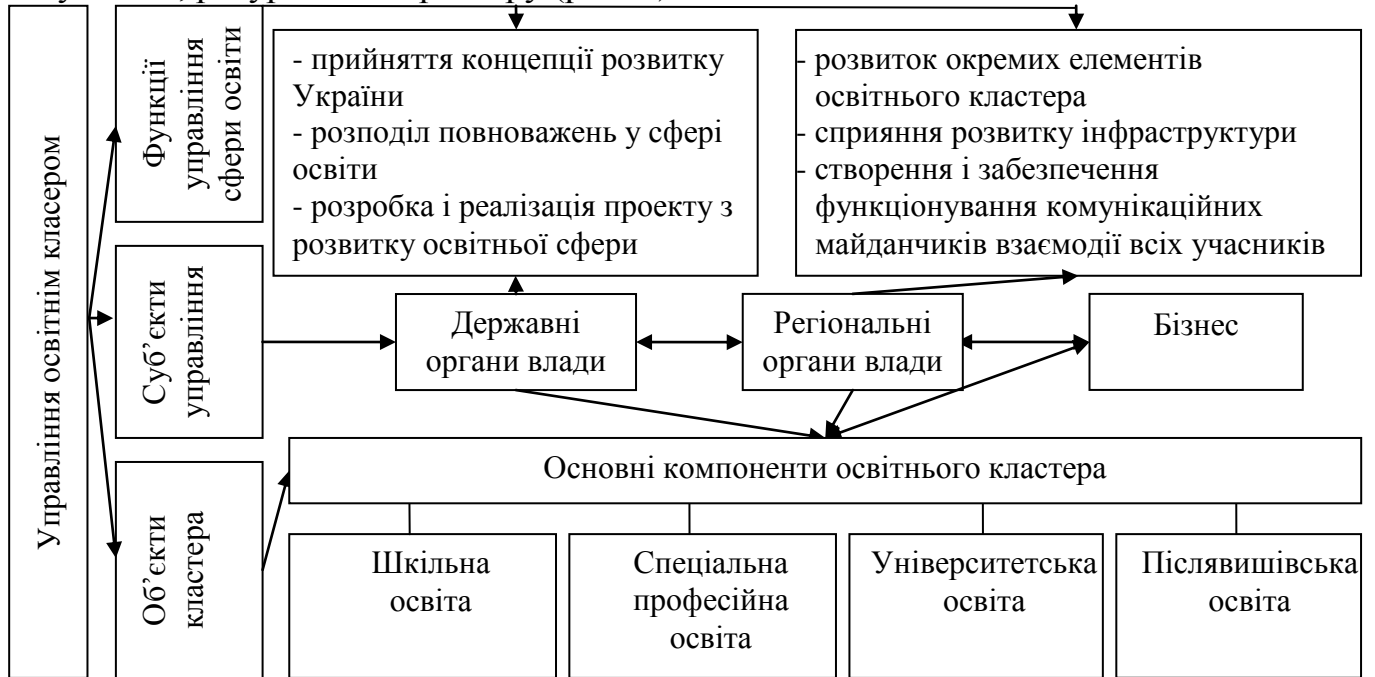 Управління освітнім класером
Функції
управління
сфери освіти
- прийняття концепції розвитку
України
- розподіл повноважень у сфері
освіти
- розробка і реалізація проекту з
розвитку освітньої сфери
- розвиток окремих елементів
освітнього кластера
- сприяння розвитку інфраструктури
- створення і забезпечення
функціонування комунікаційних
майданчиків взаємодії всіх учасників
Суб’єкти
управління
Державні
органи влади
Регіональні
органи влади
Бізнес
Об’єкти
кластера
Основні компоненти освітнього кластера
Шкільна
освіта
Спеціальна
професійна
освіта
Університетська
освіта
Післявишівська
освіта